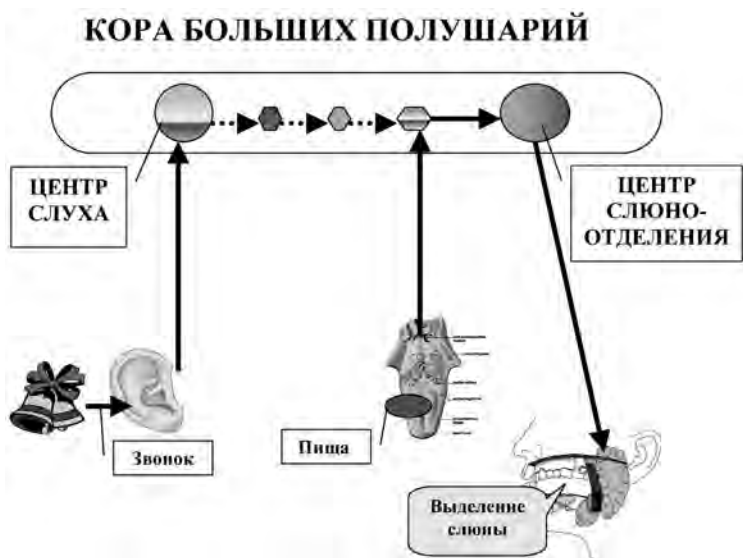 КОРА БОЛЬШИХ ПОЛУШАРИЙ
ЦЕНТР
СЛУХА
ЦЕНТР
СЛЮНО-
ОТДЕЛЕНИЯ
Звонок
Пища
Выделение
слюны